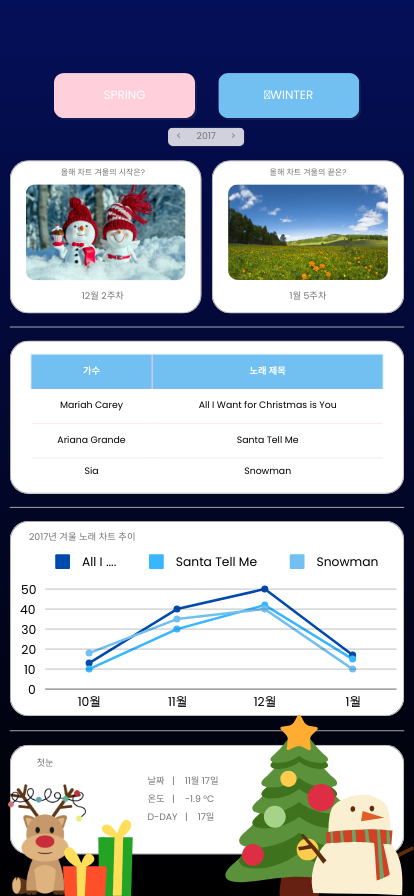 SPRING
WINTER
< 2017 >
올해 차트 겨울의 시작은?
올해 차트 겨울의 끝은?
12월 2주차
1월 5주차
가수 노래 제목
Mariah Carey All I Want for Christmas is You
Ariana Grande Santa Tell Me
Sia Snowman
2017년 겨울 노래 차트 추이
All I .... Santa Tell Me Snowman
50
40
30
20
10
0
10월 11월 12월 1월
첫눈
날짜 | 11월 17일
온도 | -1.9 °C
D-DAY | 17일